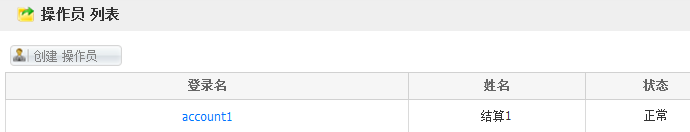 操作员 列表
创建 操作员
登录名 姓名 状态
account1 结算1 正常